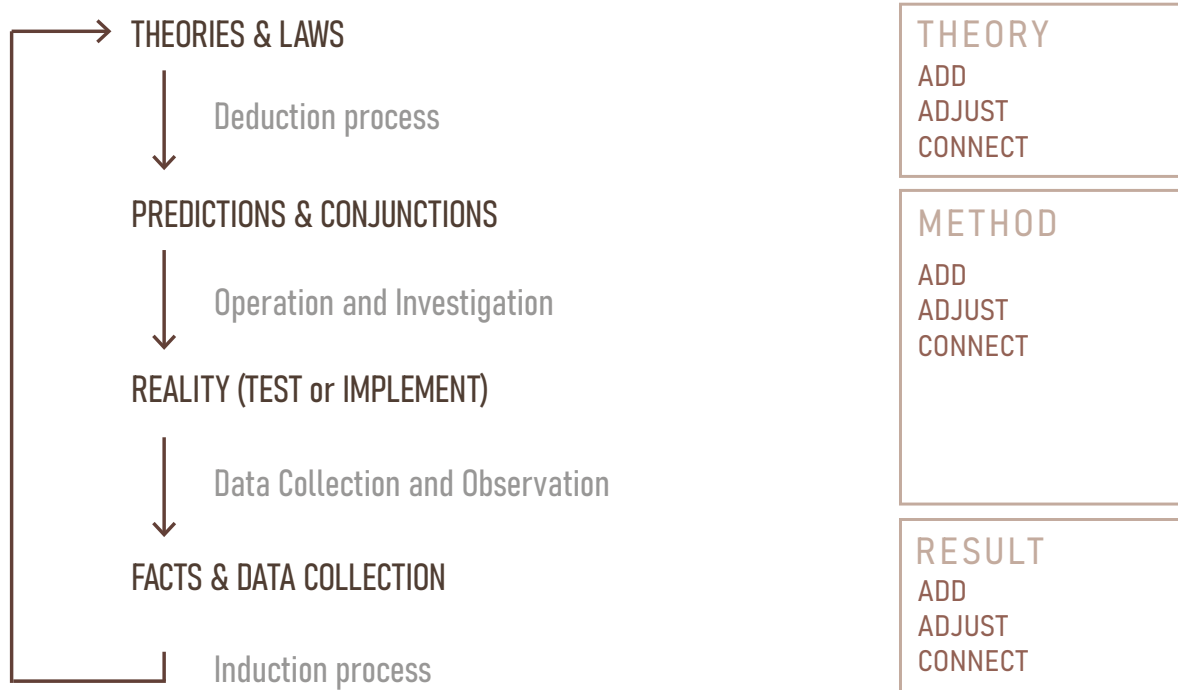 THEORIES & LAWS
Deduction process
PREDICTIONS & CONJUNCTIONS
Operation and Investigation
REALITY (TEST or IMPLEMENT)
Data Collection and Observation
FACTS & DATA COLLECTION
Induction process
THEORY
ADD
ADJUST
CONNECT
METHOD
ADD
ADJUST
CONNECT
RESULT
ADD
ADJUST
CONNECT